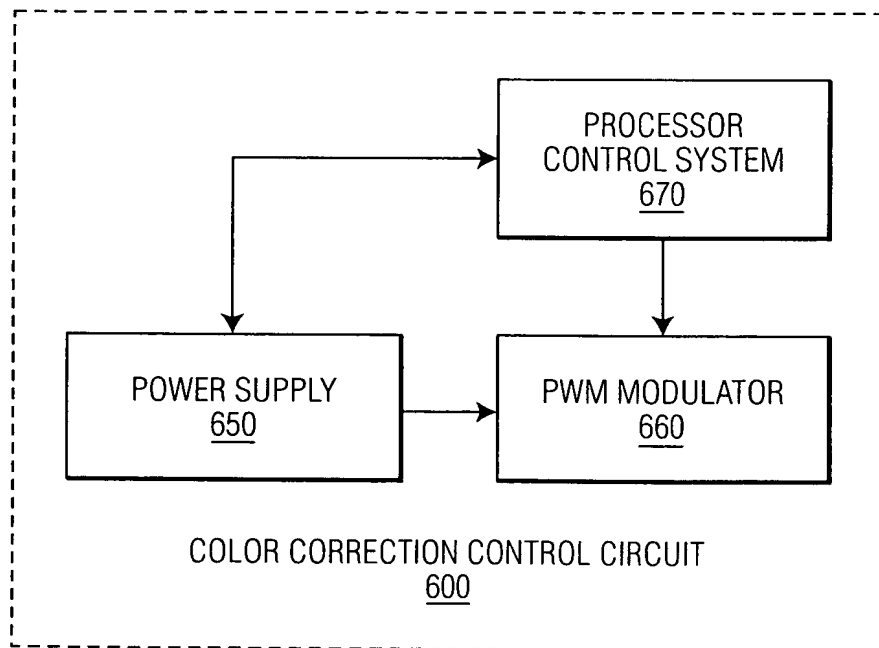 PROCESSOR
CONTROL SYSTEM
670
POWER SUPPLY
650
PWM MODULATOR
660
COLOR CORRECTION CONTROL CIRCUIT
600